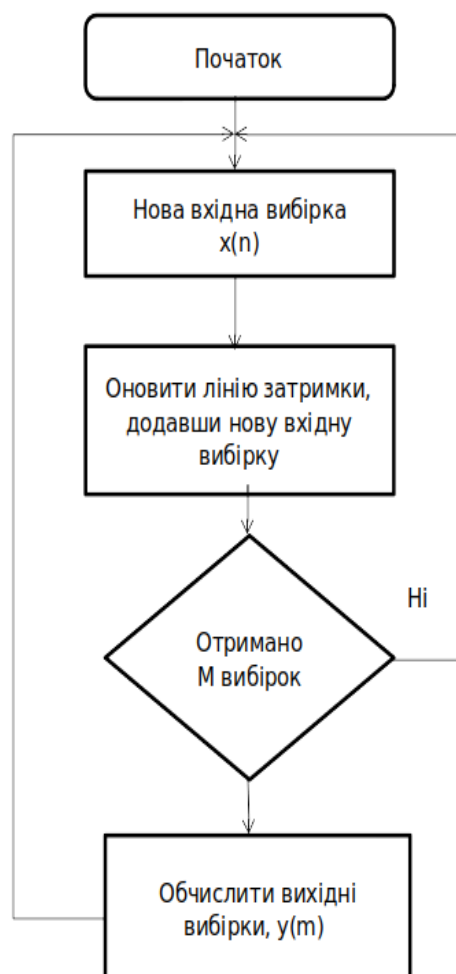 Початок
Нова вхідна вибірка
x(n)
Оновити лінію затримки,
додавши нову вхідну
вибірку
Ні
Отримано
M вибірок
Обчислити вихідні
вибірки, y(m)